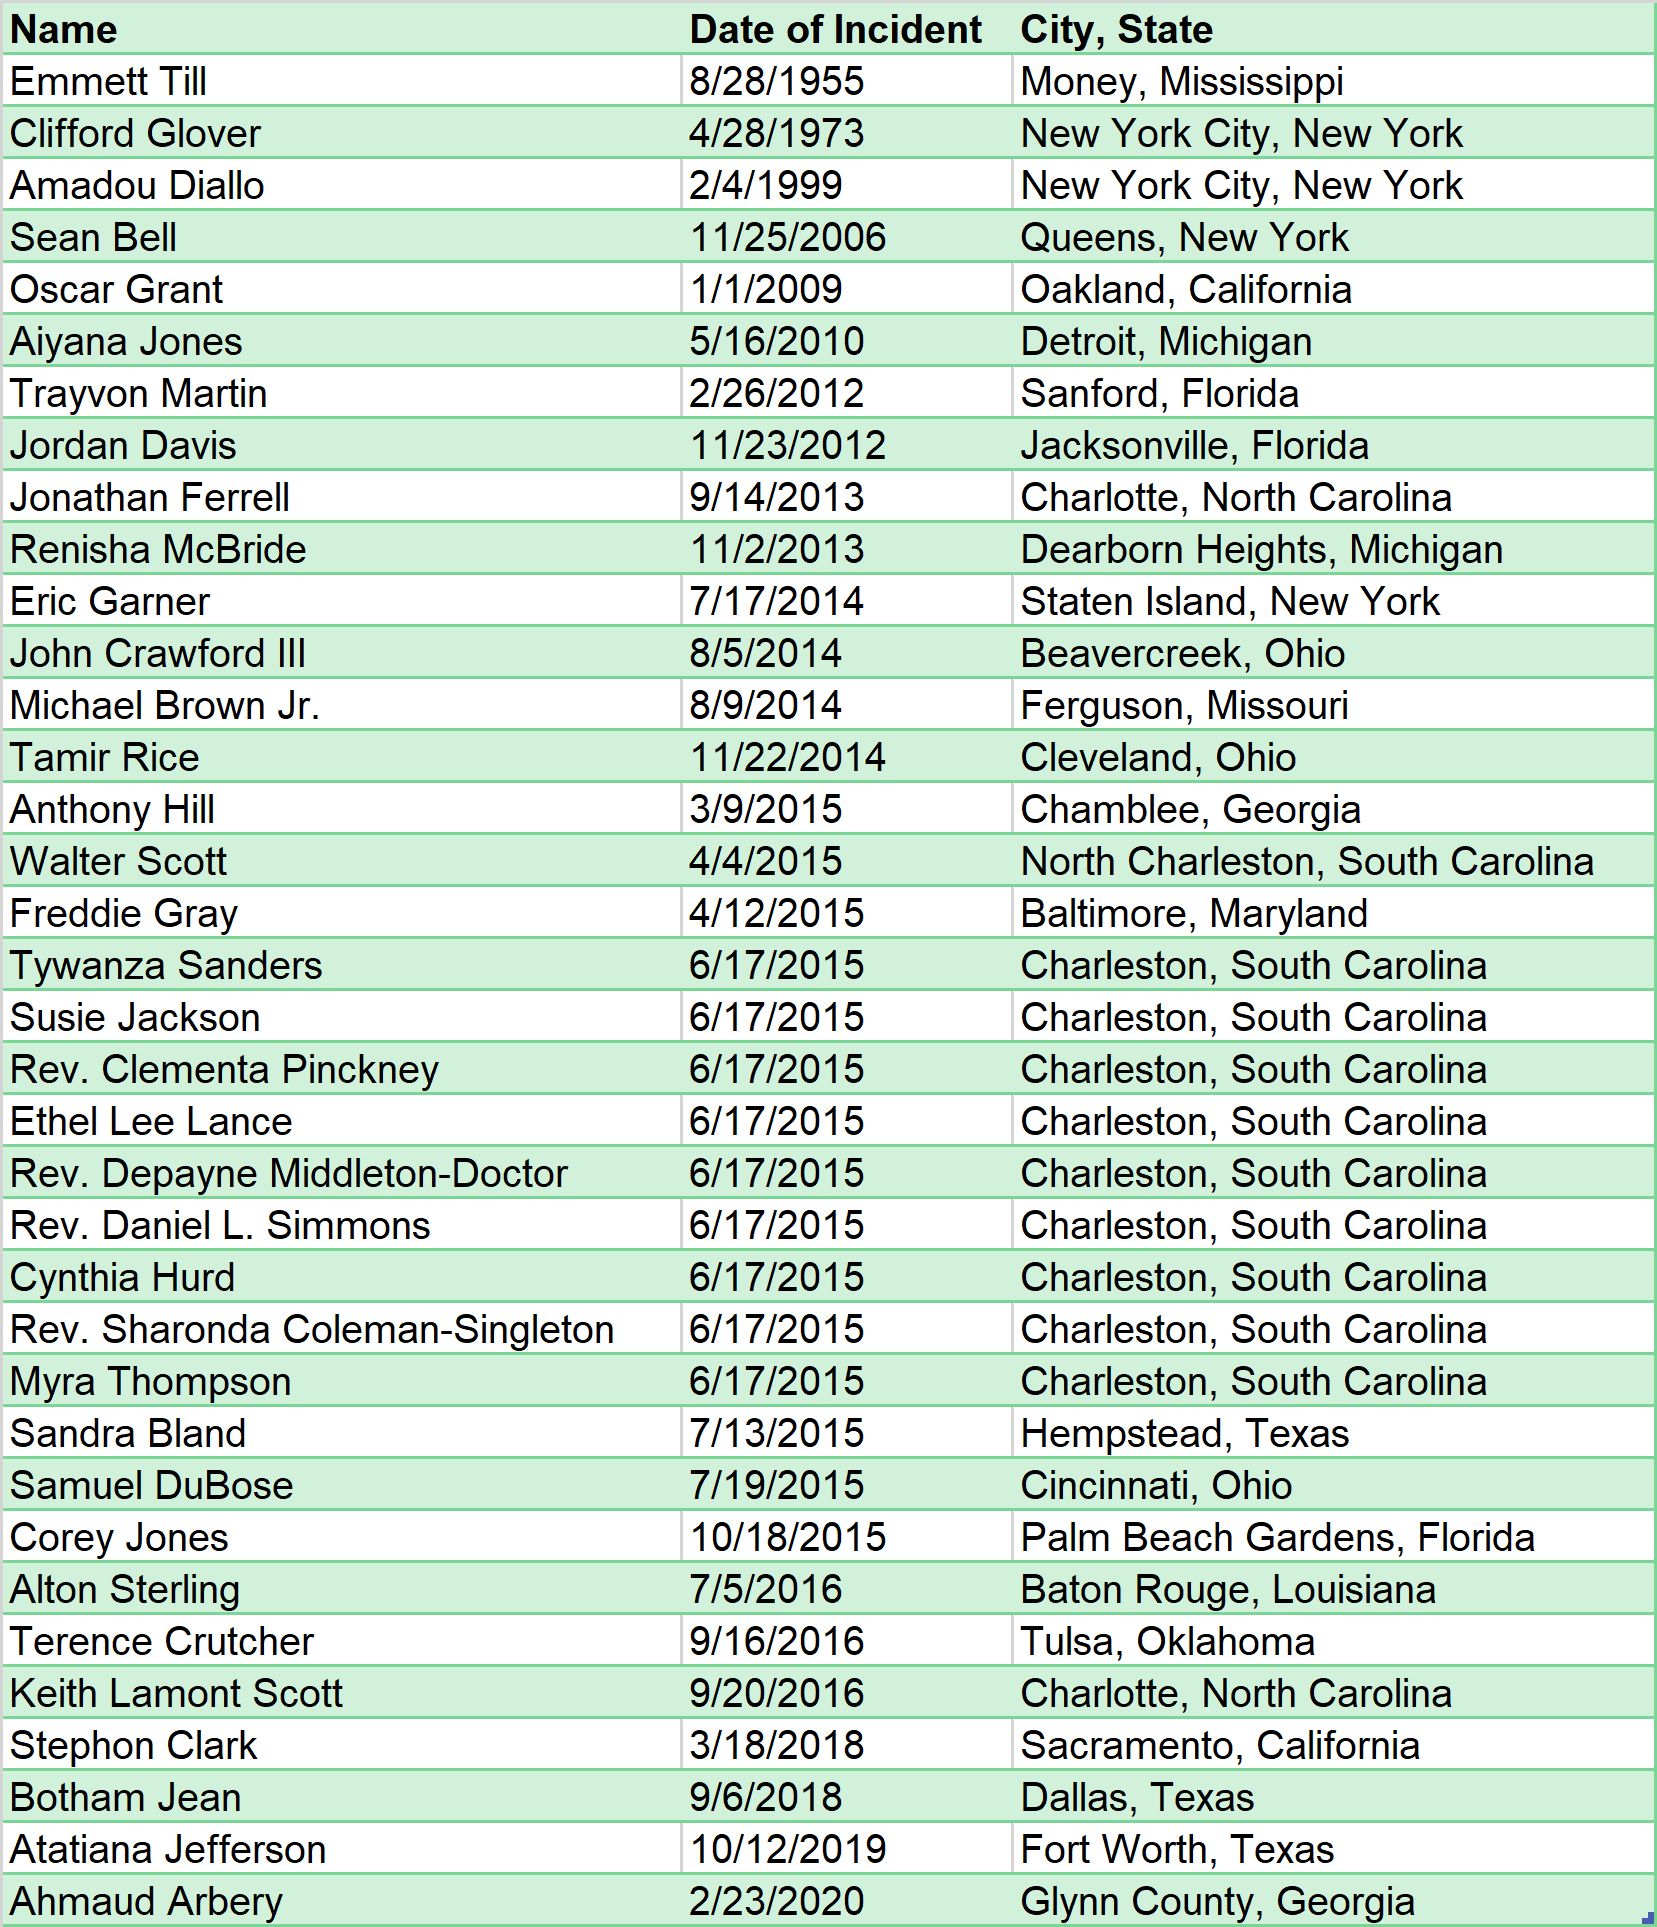 Name Date of Incident City, State
Emmett Till 8/28/1955 Money, Mississippi
Clifford Glover 4/28/1973 New York City, New York
Amadou Diallo 2/4/1999 New York City, New York
Sean Bell 11/25/2006 Queens, New York
Oscar Grant 1/1/2009 Oakland, California
Aiyana Jones 5/16/2010 Detroit, Michigan
Trayvon Martin 2/26/2012 Sanford, Florida
Jordan Davis 11/23/2012 Jacksonville, Florida
Jonathan Ferrell 9/14/2013 Charlotte, North Carolina
Renisha McBride 11/2/2013 Dearborn Heights, Michigan
Eric Garner 7/17/2014 Staten Island, New York
John Crawford III 8/5/2014 Beavercreek, Ohio
Michael Brown Jr. 8/9/2014 Ferguson, Missouri
Tamir Rice 11/22/2014 Cleveland, Ohio
Anthony Hill 3/9/2015 Chamblee, Georgia
Walter Scott 4/4/2015 North Charleston, South Carolina
Freddie Gray 4/12/2015 Baltimore, Maryland
Tywanza Sanders 6/17/2015 Charleston, South Carolina
Susie Jackson 6/17/2015 Charleston, South Carolina
Rev. Clementa Pinckney 6/17/2015 Charleston, South Carolina
Ethel Lee Lance 6/17/2015 Charleston, South Carolina
Rev. Depayne Middleton-Doctor 6/17/2015 Charleston, South Carolina
Rev. Daniel L. Simmons 6/17/2015 Charleston, South Carolina
Cynthia Hurd 6/17/2015 Charleston, South Carolina
Rev. Sharonda Coleman-Singleton 6/17/2015 Charleston, South Carolina
Myra Thompson 6/17/2015 Charleston, South Carolina
Sandra Bland 7/13/2015 Hempstead, Texas
Samuel DuBose 7/19/2015 Cincinnati, Ohio
Corey Jones 10/18/2015 Palm Beach Gardens, Florida
Alton Sterling 7/5/2016 Baton Rouge, Louisiana
Terence Crutcher 9/16/2016 Tulsa, Oklahoma
Keith Lamont Scott 9/20/2016 Charlotte, North Carolina
Stephon Clark 3/18/2018 Sacramento, California
Botham Jean 9/6/2018 Dallas, Texas
Atatiana Jefferson 10/12/2019 Fort Worth, Texas
Ahmaud Arbery 2/23/2020 Glynn County, Georgia